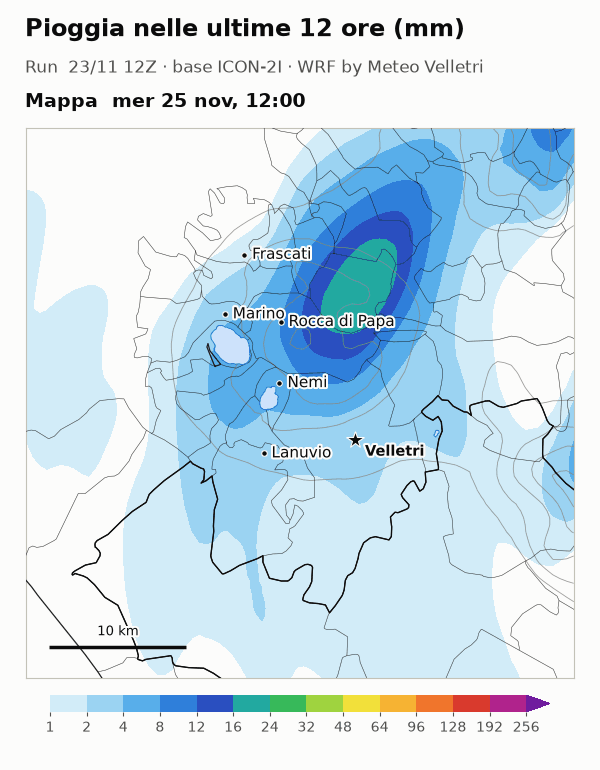 Pioggia nelle ultime 12 ore (mm)
Run 23/11 12Z · base ICON-2I · WRF by Meteo Velletri
Mappa mer 25 nov, 12:00
Frascati
Marino
Rocca di Papa
Nemi
Velletri
Lanuvio
10 km
1 2 4 8 12 16 24 32 48 64 96 128 192 256